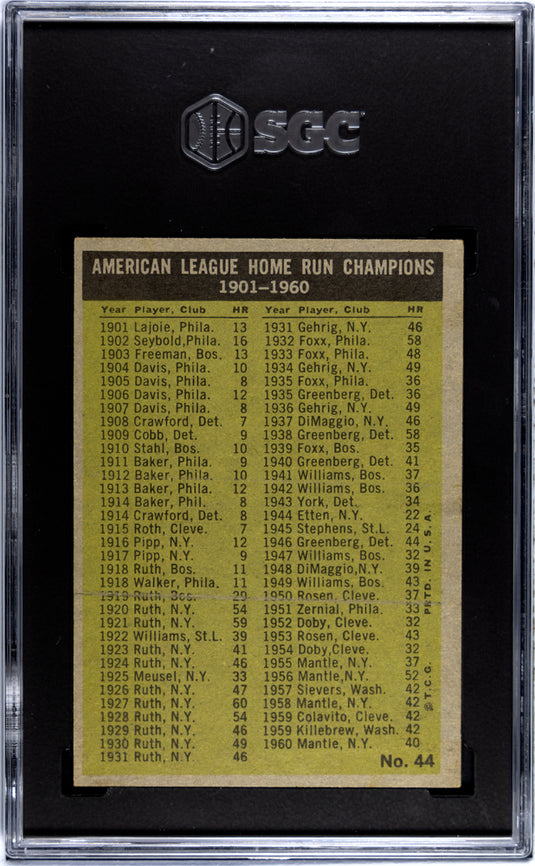 SGC
AMERICAN LEAGUE HOME RUN CHAMPIONS
1901–1960
Year Player, Club HR
1901 Lajoie, Phila. 13
1902 Seybold, Phila. 16
1903 Freeman, Bos. 13
1904 Davis, Phila. 10
1905 Davis, Phila. 8
1906 Davis, Phila. 12
1907 Davis, Phila. 8
1908 Crawford, Det. 7
1909 Cobb, Det. 9
1910 Stahl, Bos. 10
1911 Baker, Phila. 9
1912 Baker, Phila. 10
1913 Baker, Phila. 12
1914 Baker, Phil. 8
1914 Crawford, Det. 8
1915 Roth, Cleve. 7
1916 Pipp, N.Y. 12
1917 Pipp, N.Y. 9
1918 Ruth, Bos. 11
1918 Walker, Phila. 11
1919 Ruth, Bos. 29
1920 Ruth, N.Y. 54
1921 Ruth, N.Y. 59
1922 Williams, St.L. 39
1923 Ruth, N.Y. 41
1924 Ruth, N.Y. 46
1925 Meusel, N.Y. 33
1926 Ruth, N.Y. 47
1927 Ruth, N.Y. 60
1928 Ruth, N.Y. 54
1929 Ruth, N.Y. 46
1930 Ruth, N.Y. 49
1931 Ruth, N.Y 46
Year Player, Club HR
1931 Gehrig, N.Y. 46
1932 Foxx, Phila. 58
1933 Foxx, Phila. 48
1934 Gehrig, N.Y. 49
1935 Foxx, Phila. 36
1935 Greenberg, Det. 36
1936 Gehrig, N.Y. 49
1937 DiMaggio, N.Y. 46
1938 Greenberg, Det. 58
1939 Foxx, Bos. 35
1940 Greenberg, Det. 41
1941 Williams, Bos. 37
1942 Williams, Bos. 36
1943 York, Det. 34
1944 Etten, N.Y. 22
1945 Stephens, St.L. 24
1946 Greenberg, Det. 44
1947 Williams, Bos. 32
1948 DiMaggio, N.Y. 39
1949 Williams, Bos. 43
1950 Rosen, Cleve. 37
1951 Zernial, Phila. 33
1952 Doby, Cleve. 32
1953 Rosen, Cleve. 43
1954 Doby, Cleve. 32
1955 Mantle, N.Y. 37
1956 Mantle, N.Y. 52
1957 Sievers, Wash. 42
1958 Mantle, N.Y. 42
1959 Colavito, Cleve. 42
1959 Killebrew, Wash. 42
1960 Mantle, N.Y. 40
No. 44
© T.C.G. PRTD. IN U.S.A.